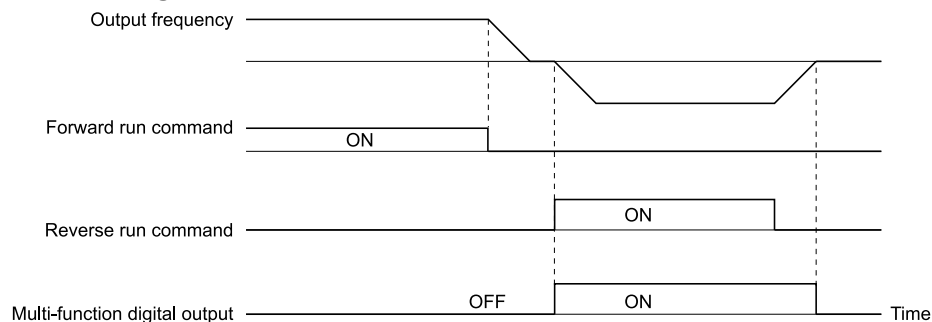 Output frequency
Forward run command
ON
Reverse run command
ON
Multi-function digital output
OFF
ON
Time